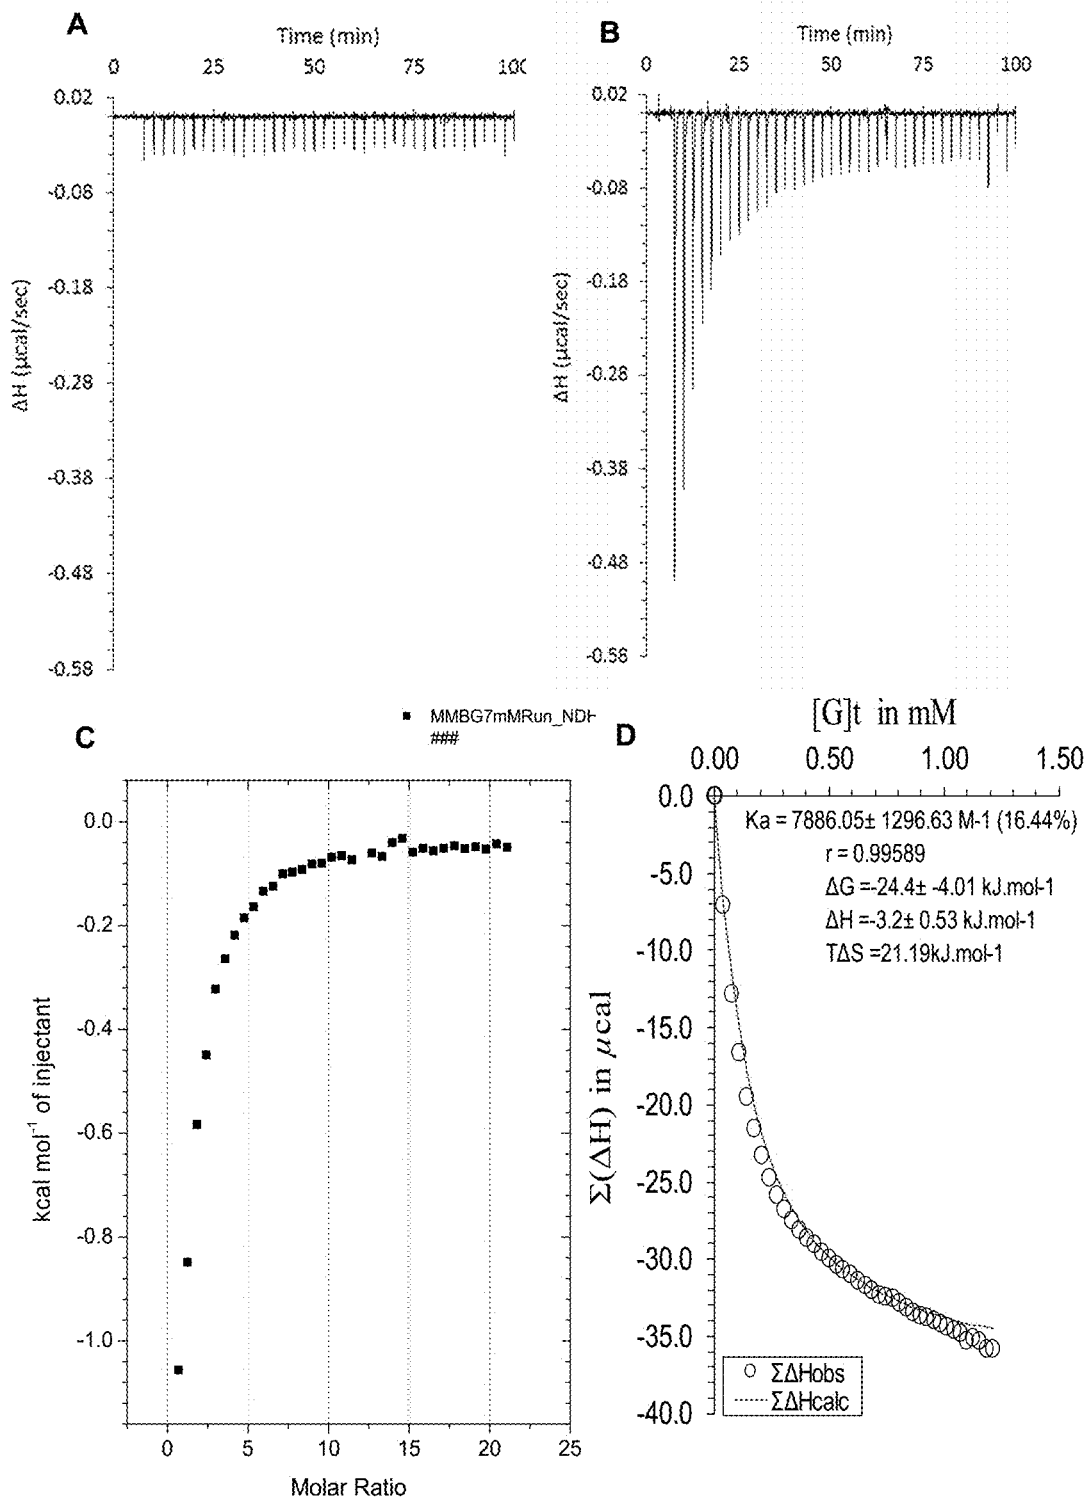 A
Time (min)
0 25 50 75
0.02
-0.08
-0.18
-0.28
-0.38
-0.48
-0.58
ΔH (µcal/sec)
B
Time (min)
0 25 50 75 100
0.02
-0.08
-0.18
-0.28
-0.38
-0.48
-0.58
ΔH (µcal/sec)
C
MMBG7mMRun_NDH
###
0.0
-0.2
-0.4
-0.6
-0.8
-1.0
kcal mol⁻¹ of injectant
0 5 10 15 20 25
Molar Ratio
D
[G]t in mM
0.00 0.50 1.00 1.50
0.0
-5.0
-10.0
-15.0
-20.0
-25.0
-30.0
-35.0
-40.0
Σ(ΔH) in µcal
Ka = 7886.05± 1296.63 M-1 (16.44%)
r = 0.99589
ΔG =-24.4± -4.01 kJ.mol-1
ΔH =-3.2± 0.53 kJ.mol-1
TΔS =21.19kJ.mol-1
ΣΔHobs
ΣΔHcalc